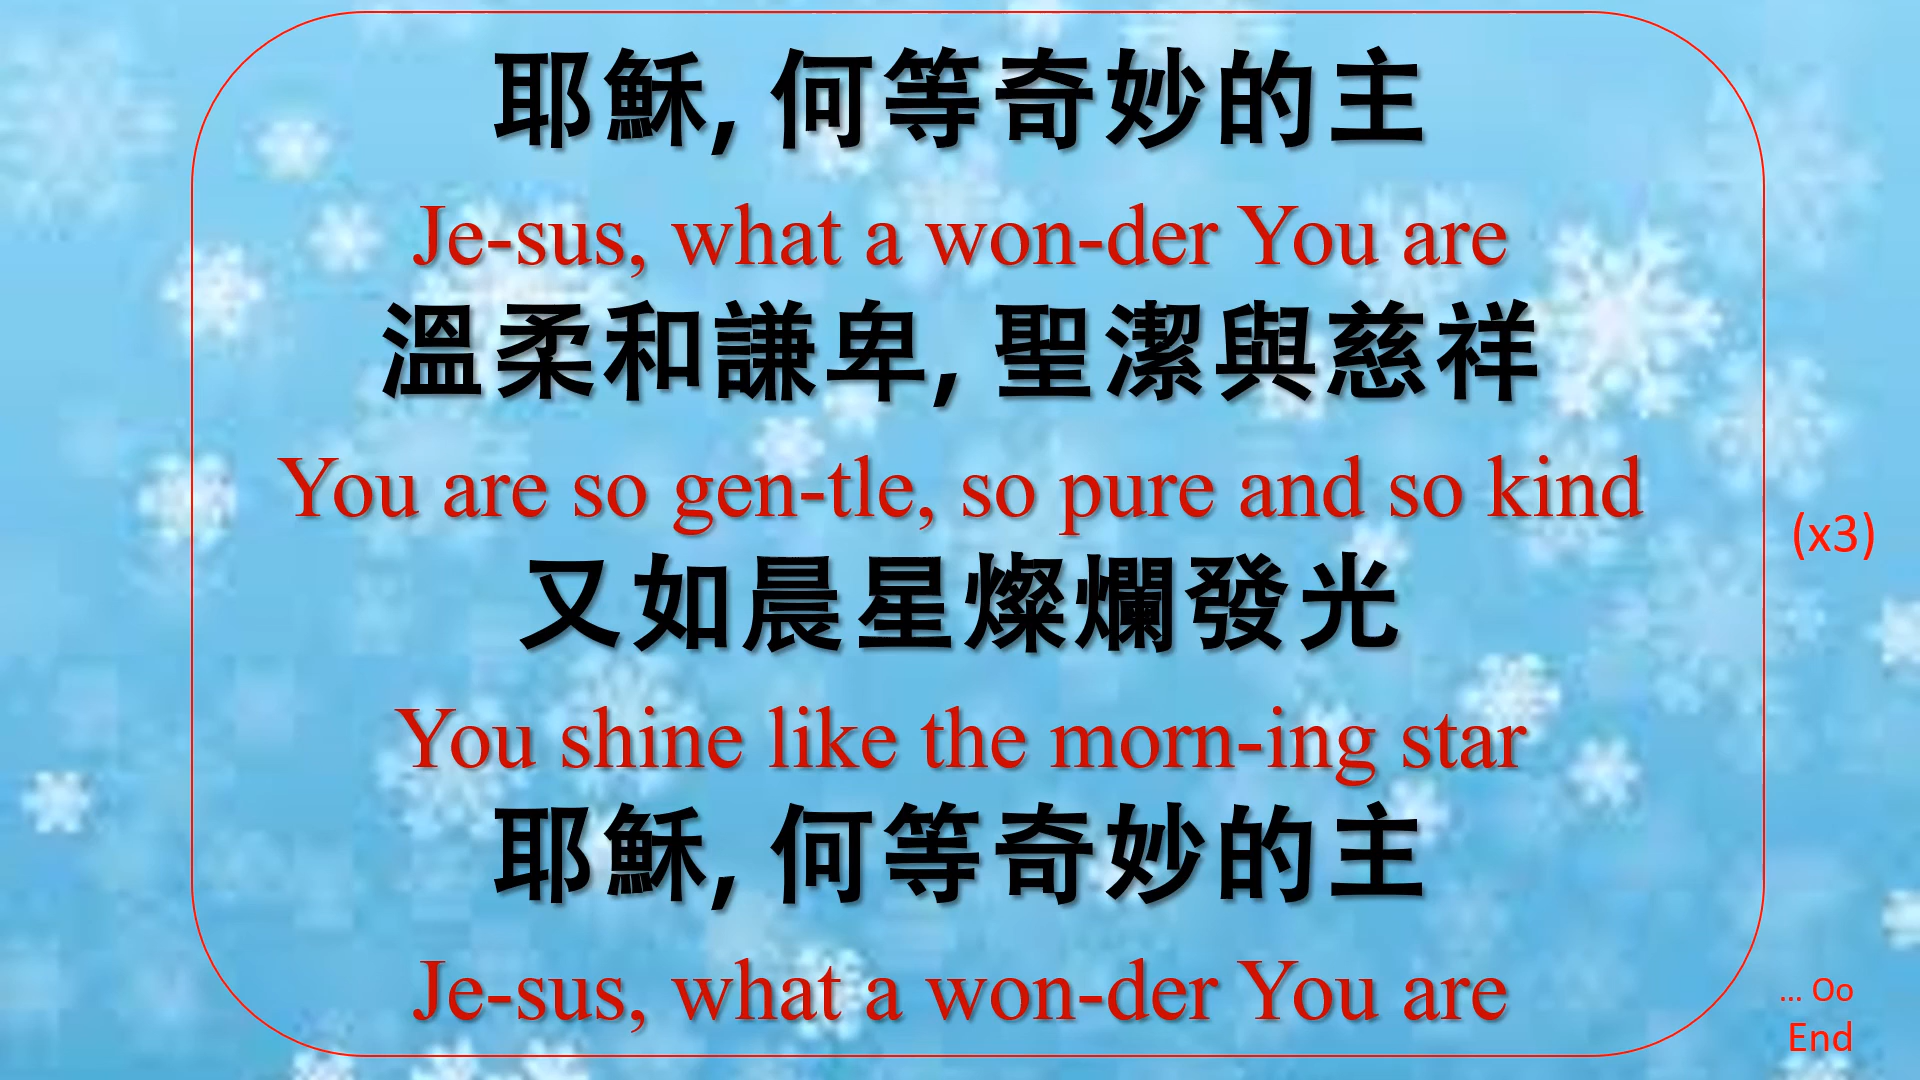 耶穌, 何等奇妙的主
Je-sus, what a won-der You are
溫柔和謙卑, 聖潔與慈祥
You are so gen-tle, so pure and so kind
(x3)
又如晨星燦爛發光
You shine like the morn-ing star
耶穌, 何等奇妙的主
Je-sus, what a won-der You are
... Oo
End